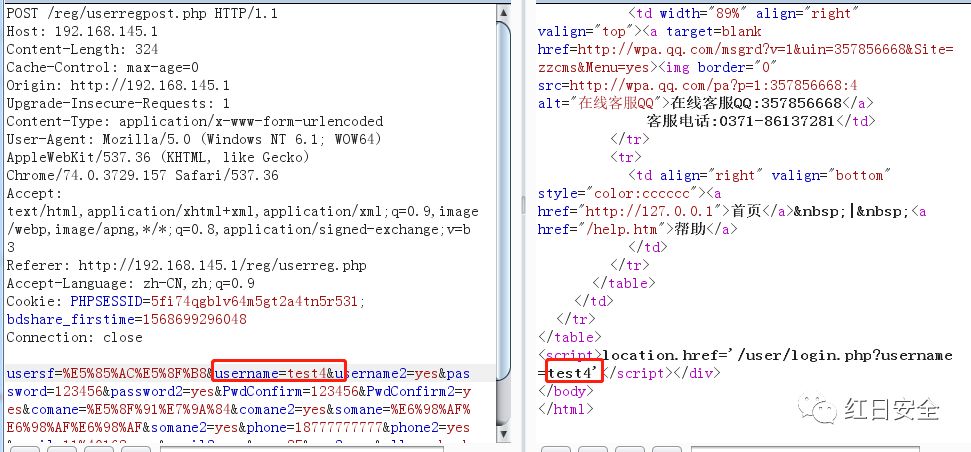 POST /reg/userregpost.php HTTP/1.1
Host: 192.168.145.1
Content-Length: 324
Cache-Control: max-age=0
Origin: http://192.168.145.1
Upgrade-Insecure-Requests: 1
Content-Type: application/x-www-form-urlencoded
User-Agent: Mozilla/5.0 (Windows NT 6.1; WOW64)
AppleWebKit/537.36 (KHTML, like Gecko)
Chrome/74.0.3729.157 Safari/537.36
Accept:
text/html,application/xhtml+xml,application/xml;q=0.9,image
/webp,image/apng,*/*;q=0.8,application/signed-exchange;v=b
3
Referer: http://192.168.145.1/reg/userreg.php
Accept-Language: zh-CN,zh;q=0.9
Cookie: PHPSESSID=5fi74qgblv64m5gt2a4tn5r531;
bdshare_firstime=1568699296048
Connection: close
usersf=%E5%85%AC%E5%8F%B8&username=test4&username2=yes&pas
sword=123456&password2=yes&PwdConfirm=123456&PwdConfirm2=y
es&comane=%E5%8F%91%E7%9A%84&comane2=yes&somane=%E6%98%AF%
E6%98%AF%E6%98%AF&somane2=yes&phone=18777777777&phone2=yes
<td width="89%" align="right"
valign="top"><a target=blank
href=http://wpa.qq.com/msgrd?v=1&uin=357856668&Site=
zzcms&Menu=yes><img border="0"
src=http://wpa.qq.com/pa?p=1:357856668:4
alt="在线客服QQ">在线客服QQ:357856668</a>
客服电话:0371-86137281</td>
</tr>
<tr>
<td align="right" valign="bottom"
style="color:cccccc"><a
href="http://127.0.0.1">首页</a>&nbsp;|&nbsp;<a
href="/help.htm">帮助</a>
</td>
</tr>
</table>
</td>
</tr>
</table>
<script>location.href='/user/login.php?username
=test4'</script></div>
</body>
</html>
红日安全